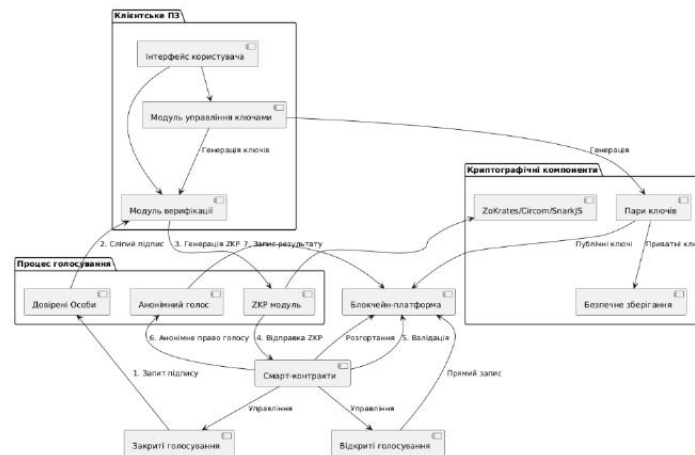 Клієнтське ПЗ
Інтерфейс користувача
Модуль управління ключами
Генерація
Генерація ключів
Криптографічні компоненти
Модуль верифікації
ZoKrates/Circom/SnarkJS
Пари ключів
2. Сліпий підпис
3. Генерація ZKP
7. Запис результату
Публічні ключі
Приватні кл
Процес голосування
Довірені Особи
Анонімний голос
ZKP модуль
Блокчейн-платформа
Безпечне зберігання
6. Анонімне право голосу
4. Відправка ZKP
Розгортання
5. Валідація
1. Запит підпису
Смарт-контракти
Прямий запис
Управління
Управління
Закриті голосування
Відкриті голосування